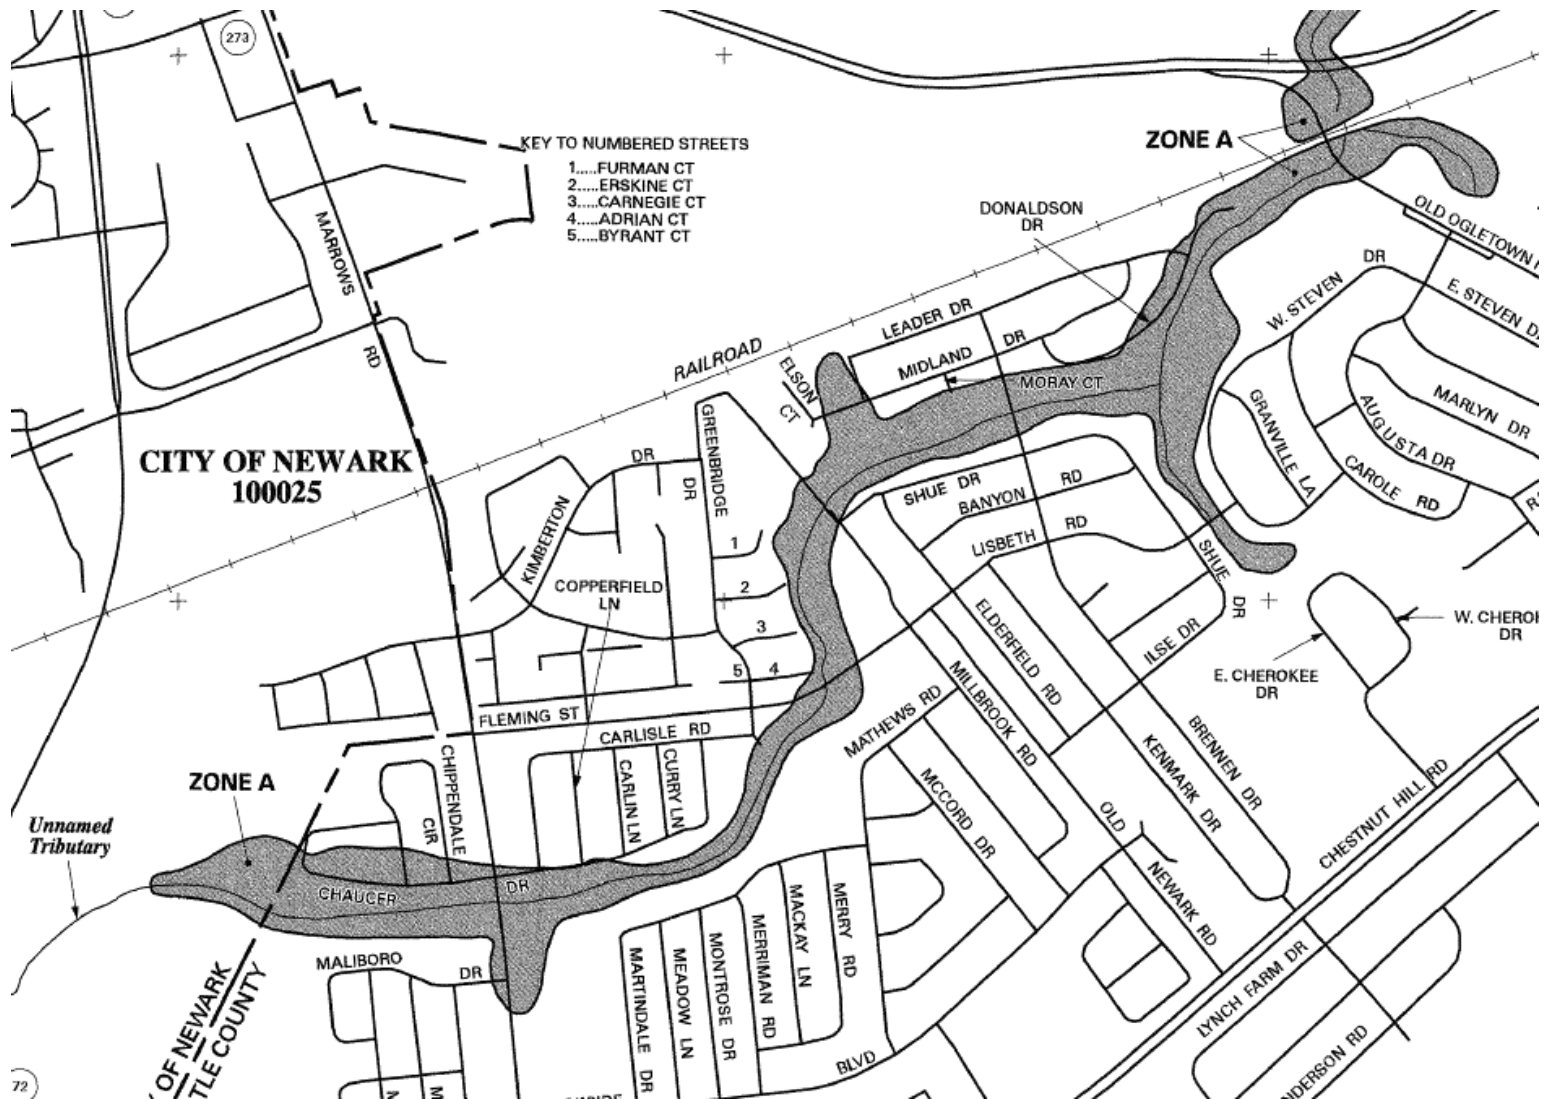 273
KEY TO NUMBERED STREETS
1.....FURMAN CT
2.....ERSKINE CT
3.....CARNEGIE CT
4.....ADRIAN CT
5.....BYRANT CT
ZONE A
DONALDSON
DR
OLD OGLETOWN
MARROWS
RD
LEADER DR
MIDLAND DR
MORAY CT
RAILROAD
ELSON
CT
W. STEVEN DR
E. STEVEN
MARLYN DR
AUGUSTA DR
GRANVILLE LA
CAROLE RD
CITY OF NEWARK
100025
GREENBRIDGE
DR
KIMBERTON
DR
SHUE DR
BANYON RD
LISBETH RD
SHUE
DR
1
2
3
5 4
COPPERFIELD
LN
ELDERFIELD RD
ILSE DR
W. CHEROK
DR
E. CHEROKEE
DR
FLEMING ST
CARLISLE RD
MATHEWS RD
MILLBROOK RD
BRENNEN DR
KENMARK DR
CHIPPENDALE
CIR
CARLIN LN
CURRY LN
MCCORD DR
OLD
NEWARK RD
CHESTNUT HILL RD
ZONE A
Unnamed
Tributary
CHAUCER DR
MALIBORO DR
MARTINDALE DR
MEADOW LN
MONTROSE DR
MERRIMAN RD
MACKAY LN
MERRY RD
LYNCH FARM DR
NDERSON RD
BLVD
OF NEWARK
TLE COUNTY
72